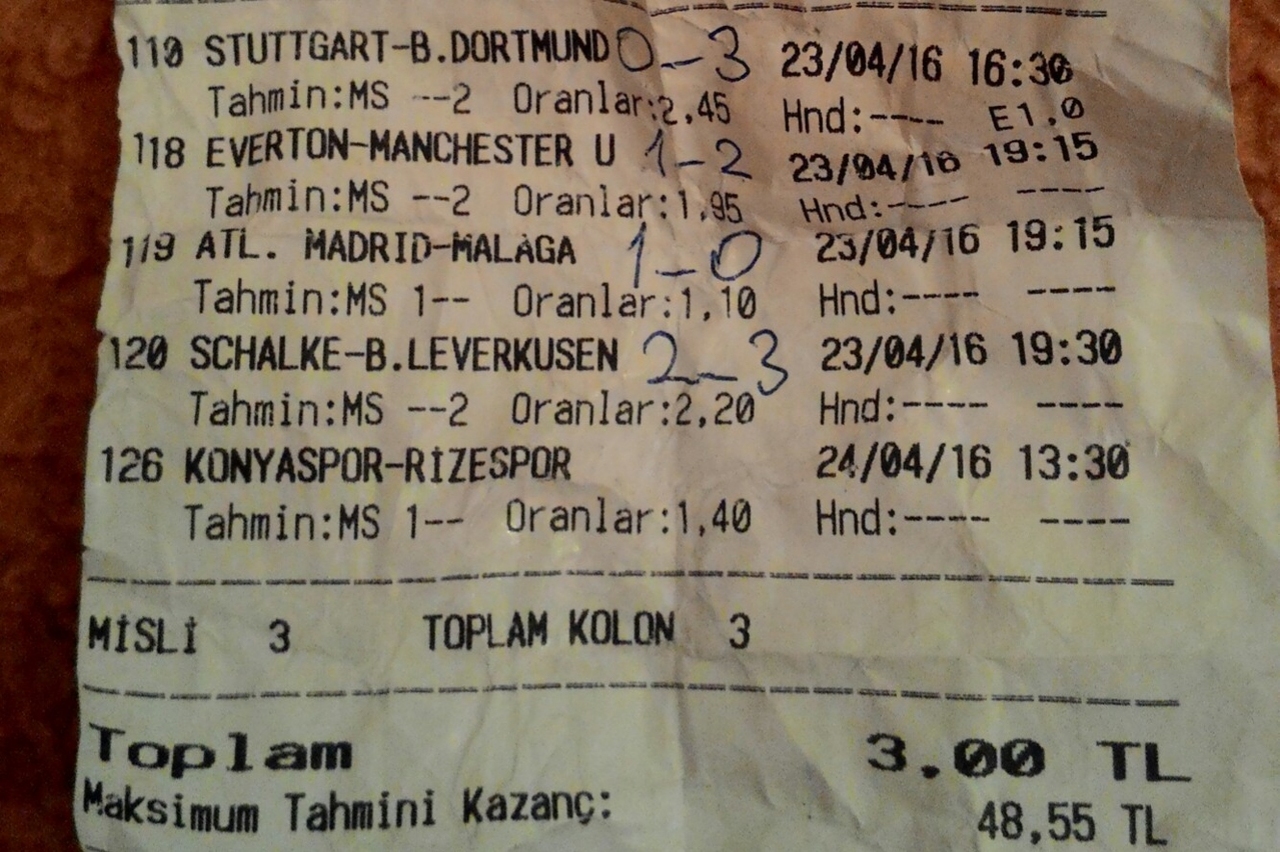 110 STUTTGART-B.DORTMUND 0-3 23/04/16 16:30
Tahmin:MS --2 Oranlar:2,45 Hnd:---- E1.0
118 EVERTON-MANCHESTER U 1-2 23/04/16 19:15
Tahmin:MS --2 Oranlar:1,95 Hnd:---- ----
119 ATL. MADRID-MALAGA 1-0 23/04/16 19:15
Tahmin:MS 1-- Oranlar:1,10 Hnd:---- ----
120 SCHALKE-B.LEVERKUSEN 2-3 23/04/16 19:30
Tahmin:MS --2 Oranlar:2,20 Hnd:---- ----
126 KONYASPOR-RİZESPOR 24/04/16 13:30
Tahmin:MS 1-- Oranlar:1,40 Hnd:---- ----
MİSLİ 3 TOPLAM KOLON 3
Toplam 3.00 TL
Maksimum Tahmini Kazanç: 48,55 TL